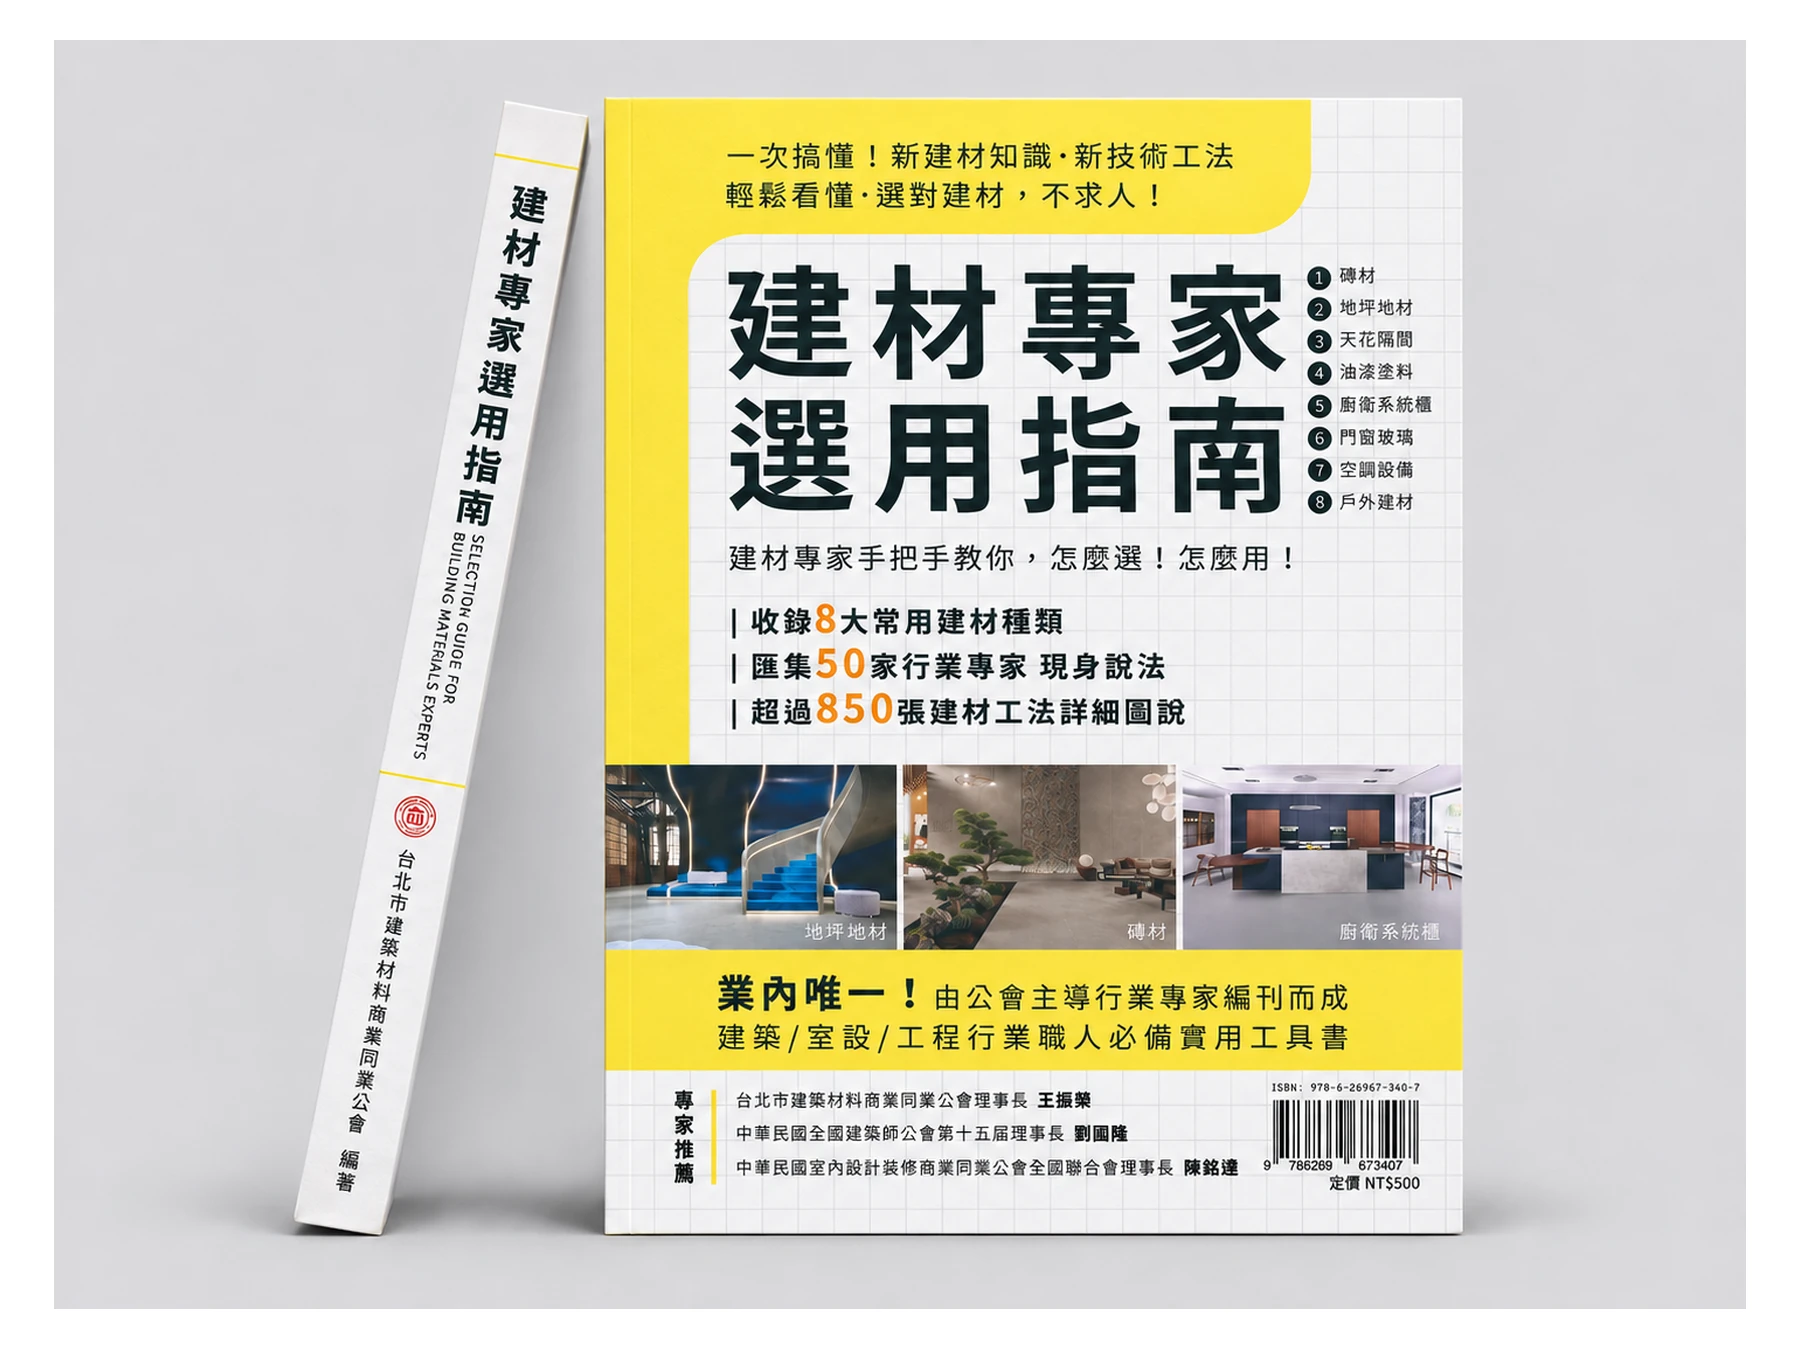 建材專家選用指南
SELECTION GUIDE FOR
BUILDING MATERIALS EXPERTS
台北市建築材料商業同業公會 編著
一次搞懂！新建材知識·新技術工法
輕鬆看懂·選對建材，不求人！
建材專家
選用指南
1 磚材
2 地坪地材
3 天花隔間
4 油漆塗料
5 廚衛系統櫃
6 門窗玻璃
7 空調設備
8 戶外建材
建材專家手把手教你，怎麼選！怎麼用！
| 收錄8大常用建材種類
| 匯集50家行業專家 現身說法
| 超過850張建材工法詳細圖說
地坪地材
磚材
廚衛系統櫃
業內唯一！由公會主導行業專家編刊而成
建築/室設/工程行業職人必備實用工具書
專家推薦
台北市建築材料商業同業公會理事長 王振榮
中華民國全國建築師公會第十五屆理事長 劉國隆
中華民國室內設計裝修商業同業公會全國聯合會理事長 陳銘達
ISBN: 978-6-26967-340-7
9 786269 673407
定價 NT$500